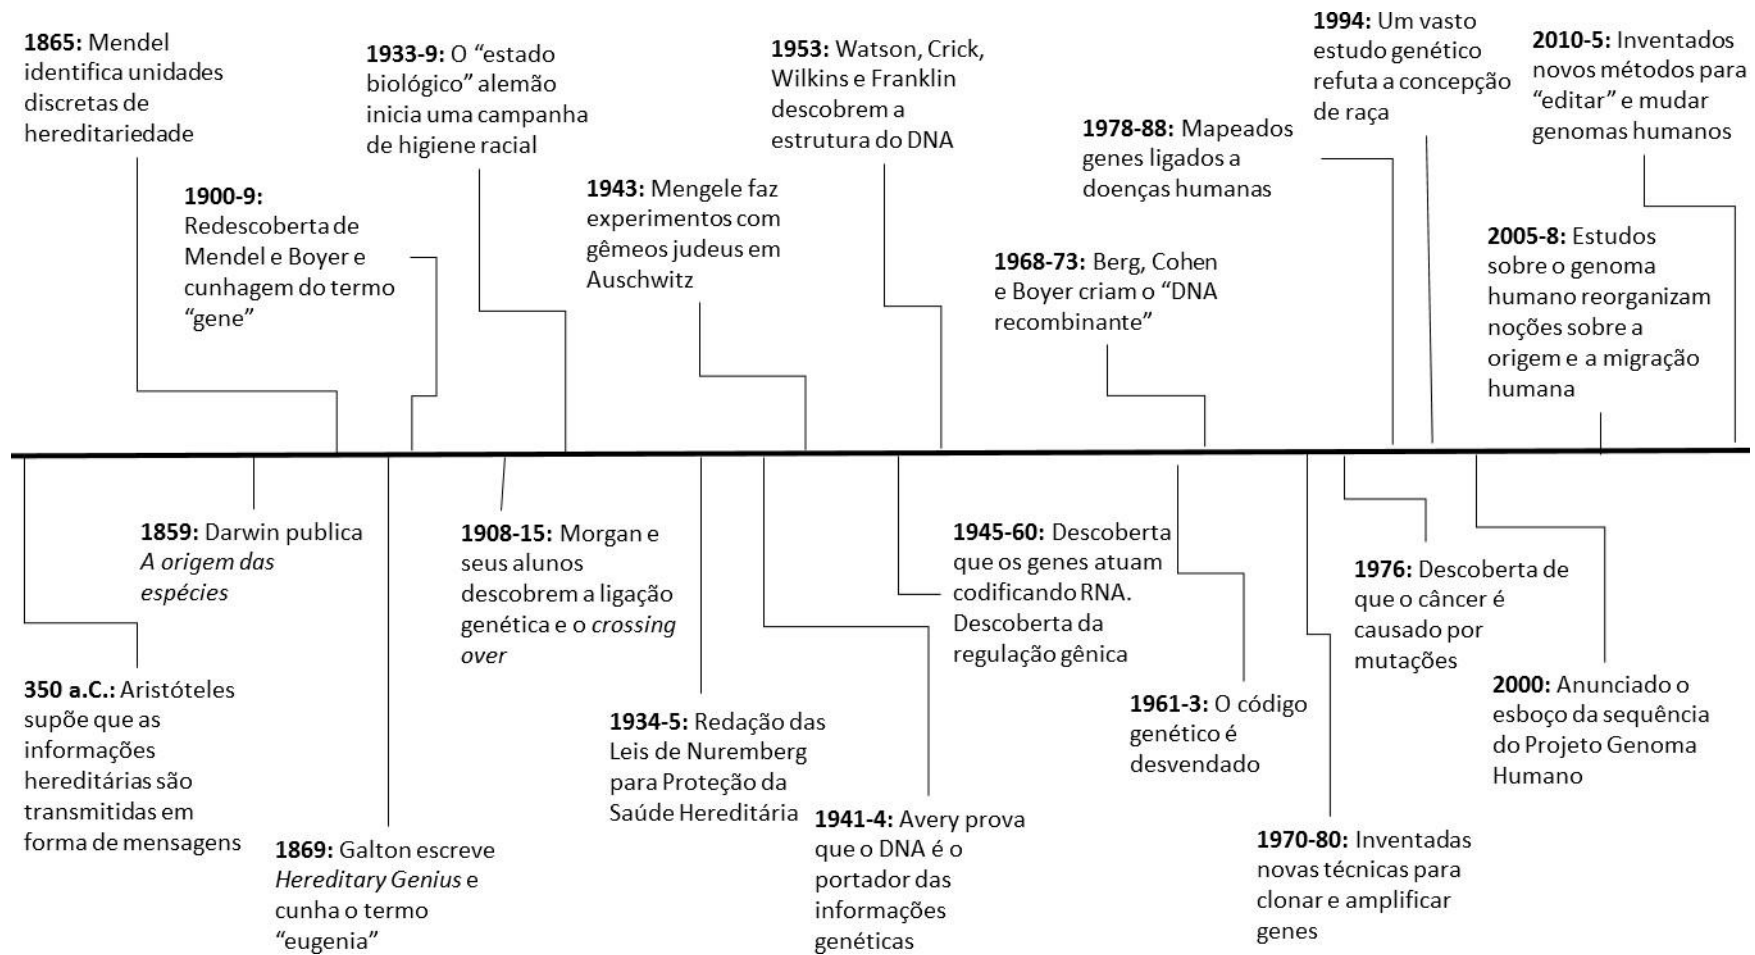 1865: Mendel
identifica unidades
discretas de
hereditariedade
1900-9:
Redescoberta de
Mendel e Boyer e
cunhagem do termo
“gene”
1933-9: O “estado
biológico” alemão
inicia uma campanha
de higiene racial
1943: Mengele faz
experimentos com
gêmeos judeus em
Auschwitz
1953: Watson, Crick,
Wilkins e Franklin
descobrem a
estrutura do DNA
1968-73: Berg, Cohen
e Boyer criam o “DNA
recombinante”
1978-88: Mapeados
genes ligados a
doenças humanas
1994: Um vasto
estudo genético
refuta a concepção
de raça
2005-8: Estudos
sobre o genoma
humano reorganizam
noções sobre a
origem e a migração
humana
2010-5: Inventados
novos métodos para
“editar” e mudar
genomas humanos
350 a.C.: Aristóteles
supõe que as
informações
hereditárias são
transmitidas em
forma de mensagens
1859: Darwin publica
A origem das
espécies
1869: Galton escreve
Hereditary Genius e
cunha o termo
“eugenia”
1908-15: Morgan e
seus alunos
descobrem a ligação
genética e o crossing
over
1934-5: Redação das
Leis de Nuremberg
para Proteção da
Saúde Hereditária
1941-4: Avery prova
que o DNA é o
portador das
informações
genéticas
1945-60: Descoberta
que os genes atuam
codificando RNA.
Descoberta da
regulação gênica
1961-3: O código
genético é
desvendado
1970-80: Inventadas
novas técnicas para
clonar e amplificar
genes
1976: Descoberta de
que o câncer é
causado por
mutações
2000: Anunciado o
esboço da sequência
do Projeto Genoma
Humano